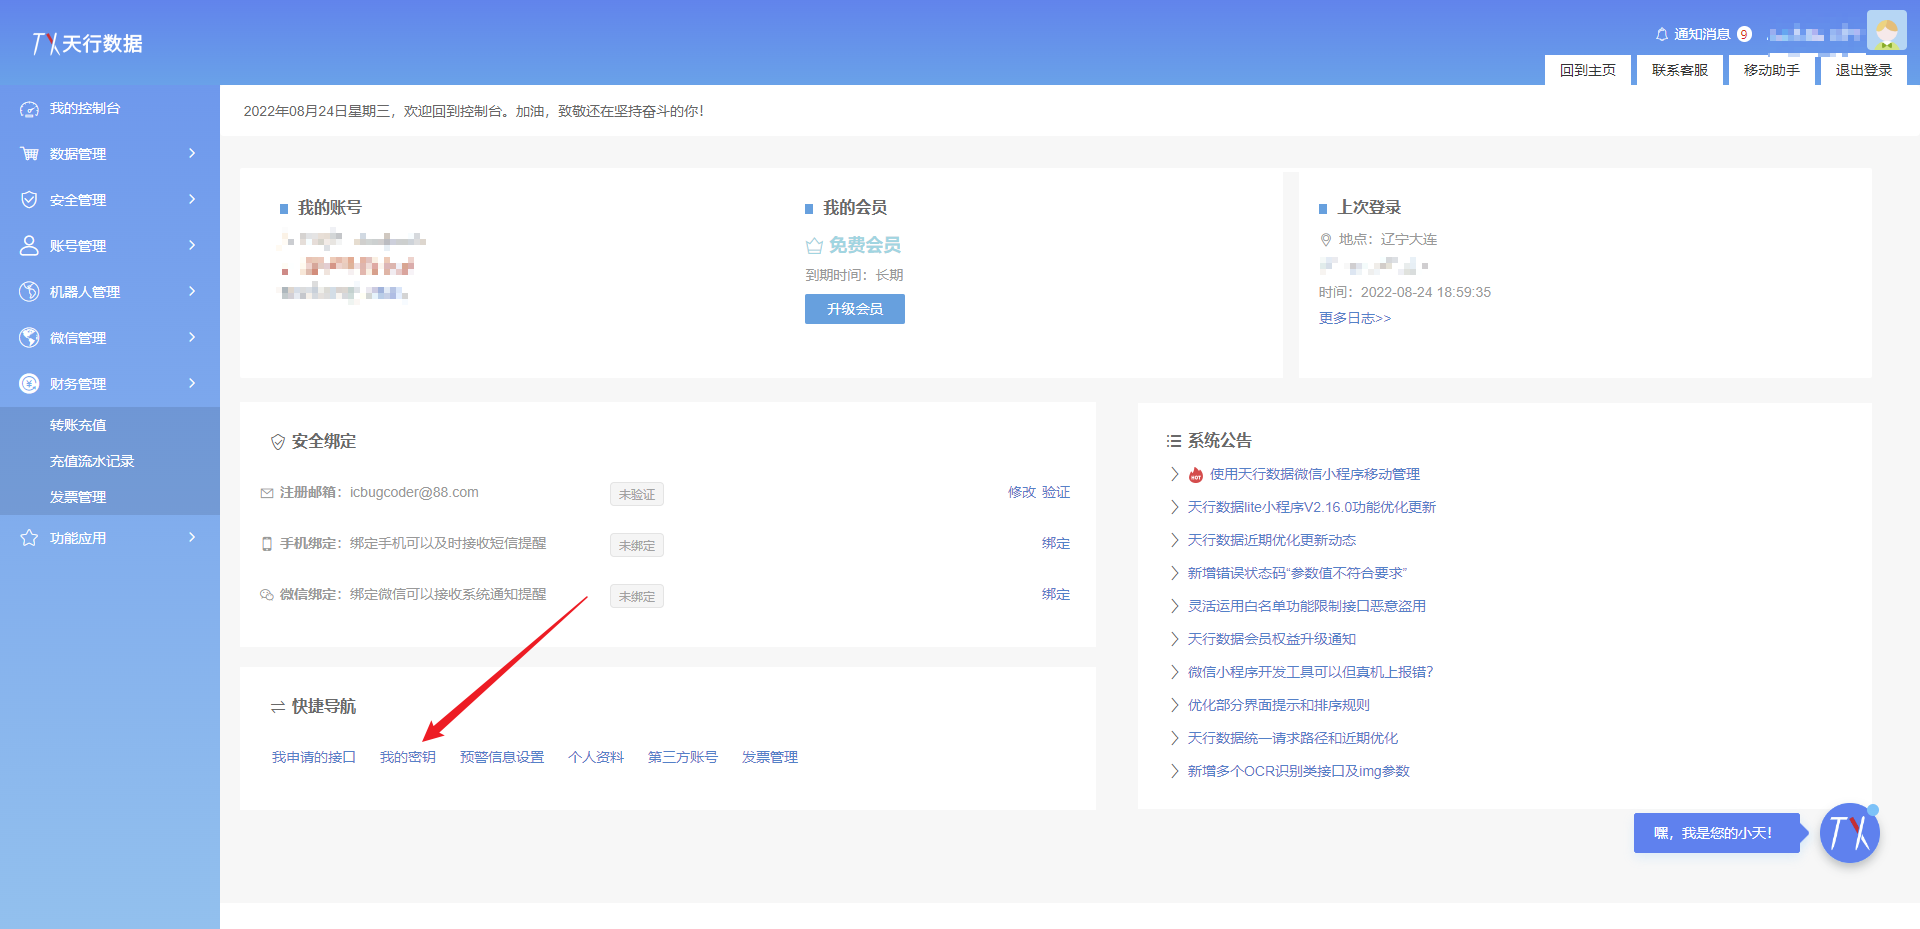 TX天行数据
通知消息 9
回到主页 联系客服 移动助手 退出登录
我的控制台
数据管理
安全管理
账号管理
机器人管理
微信管理
财务管理
转账充值
充值流水记录
发票管理
功能应用
2022年08月24日星期三，欢迎回到控制台。加油，致敬还在坚持奋斗的你！
我的账号
我的会员
免费会员
到期时间：长期
升级会员
上次登录
地点：辽宁大连
时间：2022-08-24 18:59:35
更多日志>>
安全绑定
注册邮箱：icbugcoder@88.com 未验证 修改 验证
手机绑定：绑定手机可以及时接收短信提醒 未绑定 绑定
微信绑定：绑定微信可以接收系统通知提醒 未绑定 绑定
快捷导航
我申请的接口 我的密钥 预警信息设置 个人资料 第三方账号 发票管理
系统公告
HOT 使用天行数据微信小程序移动管理
天行数据lite小程序V2.16.0功能优化更新
天行数据近期优化更新动态
新增错误状态码“参数值不符合要求”
灵活运用白名单功能限制接口恶意盗用
天行数据会员权益升级通知
微信小程序开发工具可以但真机上报错？
优化部分界面提示和排序规则
天行数据统一请求路径和近期优化
新增多个OCR识别类接口及img参数
嘿，我是您的小天！
TX